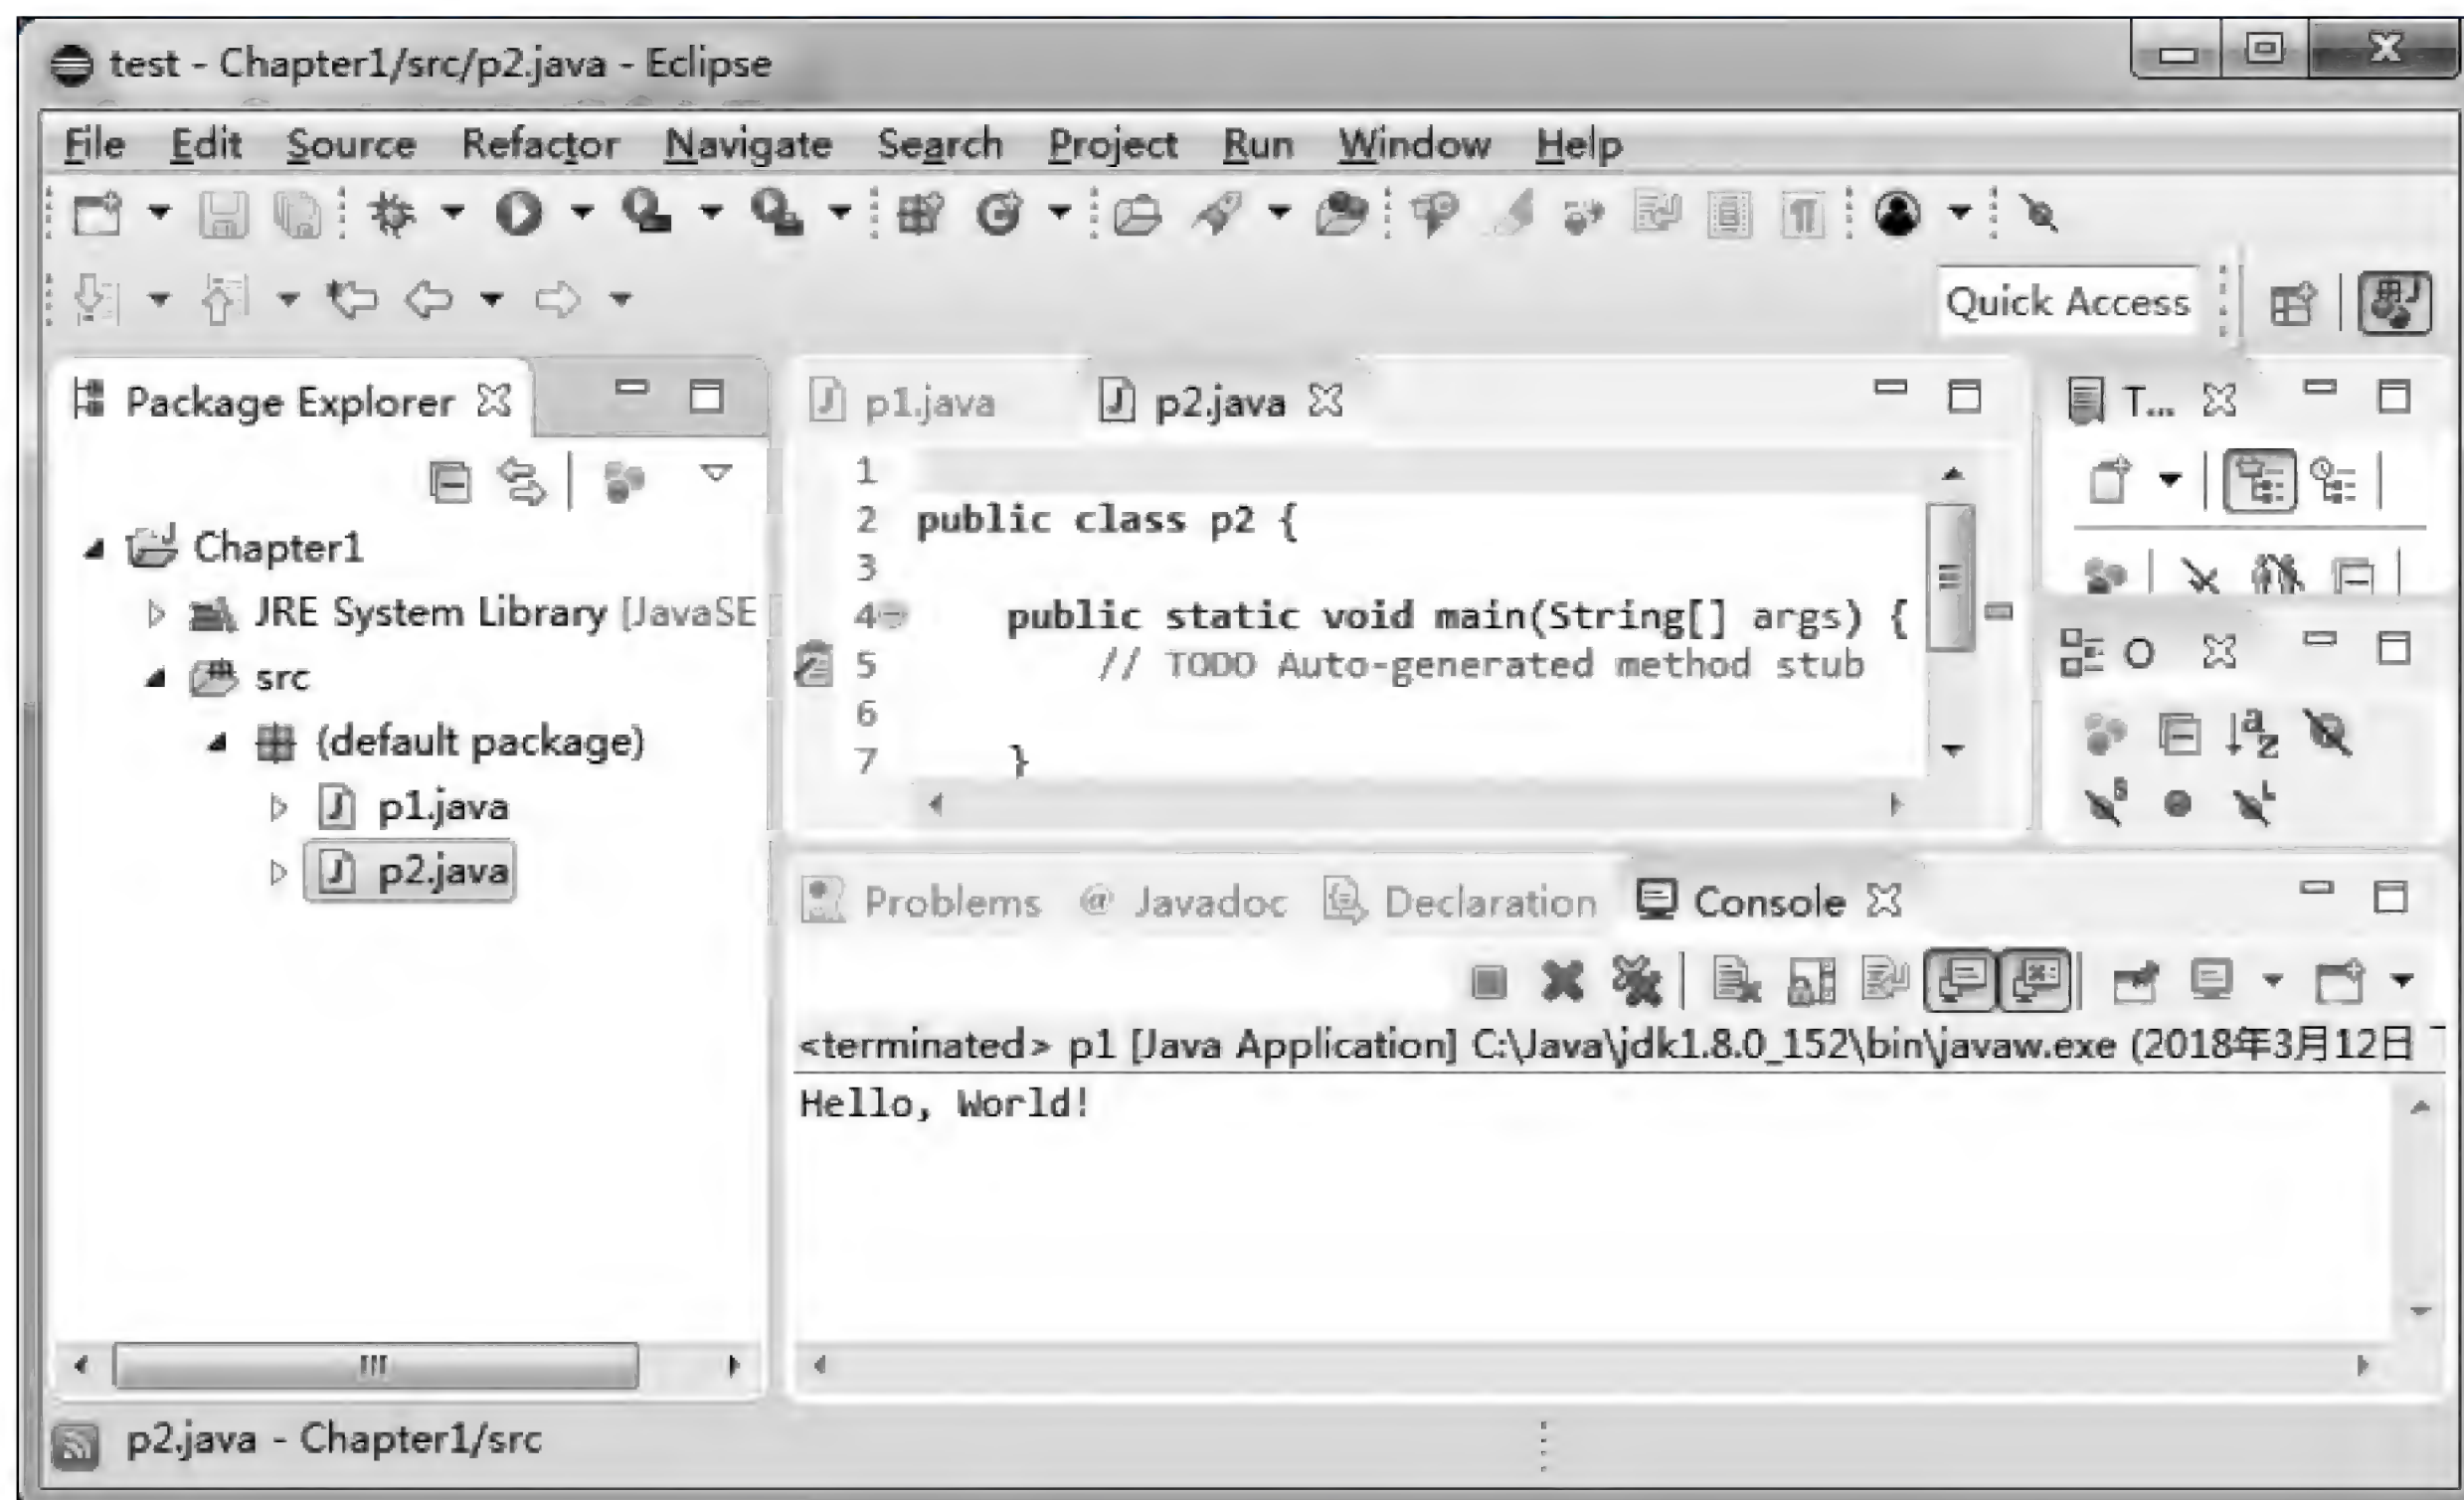 test - Chapter1/src/p2.java - Eclipse
File Edit Source Refactor Navigate Search Project Run Window Help
Quick Access
Package Explorer
Chapter1
JRE System Library [JavaSE
src
(default package)
p1.java
p2.java
p1.java p2.java
1
2 public class p2 {
3
4 public static void main(String[] args) {
5 // TODO Auto-generated method stub
6
7 }
T...
O
Problems @ Javadoc Declaration Console
<terminated> p1 [Java Application] C:\Java\jdk1.8.0_152\bin\javaw.exe (2018年3月12日
Hello, World!
p2.java - Chapter1/src